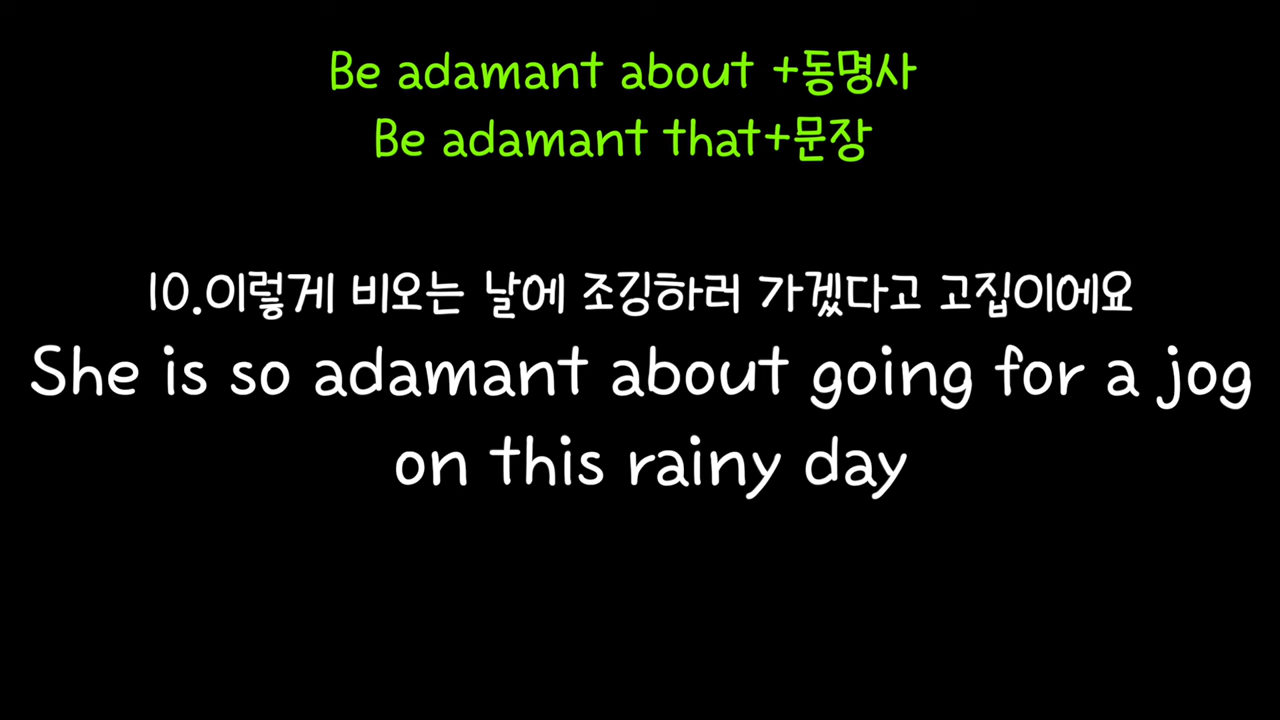 Be adamant about +동명사
Be adamant that+문장
10.이렇게 비오는 날에 조깅하러 가겠다고 고집이에요
She is so adamant about going for a jog
on this rainy day